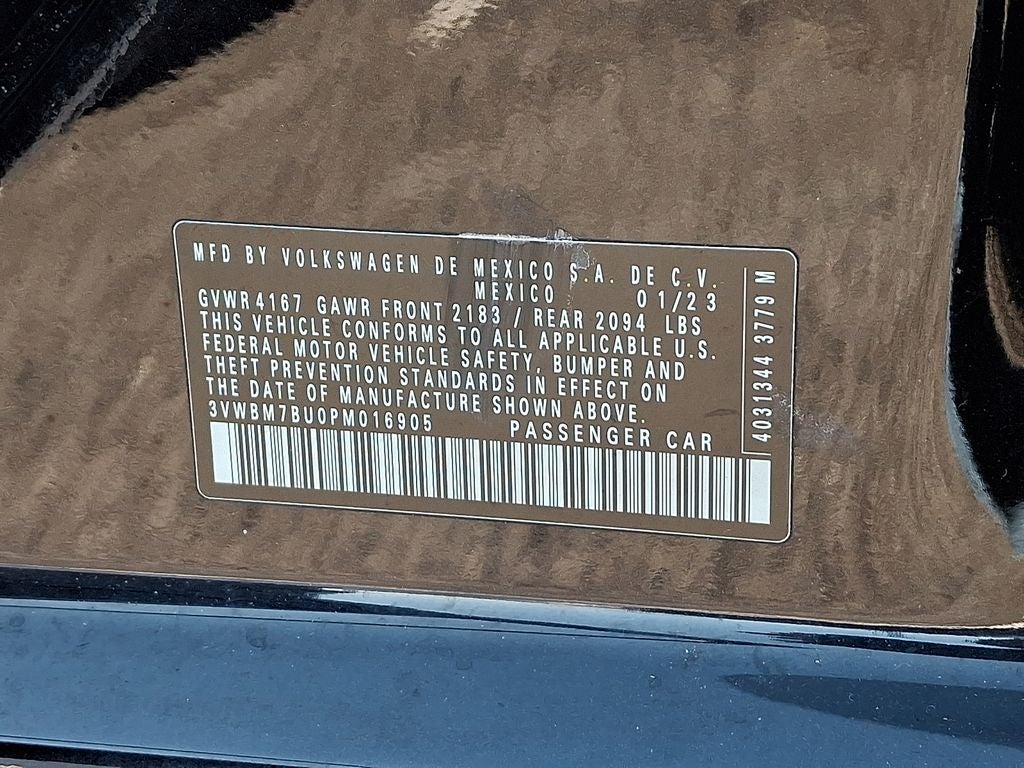 MFD BY VOLKSWAGEN DE MEXICO S.A. DE C.V.
MEXICO 01/23
GVWR 4167 GAWR FRONT 2183 / REAR 2094 LBS
THIS VEHICLE CONFORMS TO ALL APPLICABLE U.S.
FEDERAL MOTOR VEHICLE SAFETY, BUMPER AND
THEFT PREVENTION STANDARDS IN EFFECT ON
THE DATE OF MANUFACTURE SHOWN ABOVE.
3VWBM7BU0PM016905 PASSENGER CAR
4031344 3779 M